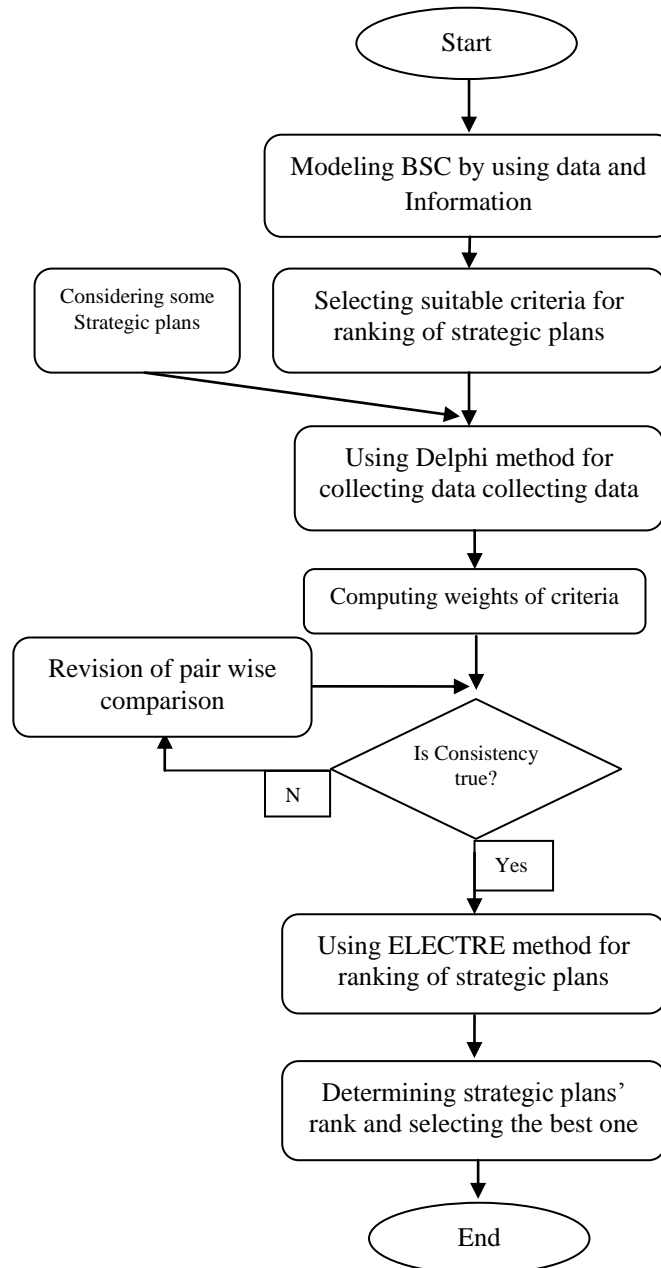 Start
Modeling BSC by using data and
Information
Considering some
Strategic plans
Selecting suitable criteria for
ranking of strategic plans
Using Delphi method for
collecting data collecting data
Computing weights of criteria
Revision of pair wise
comparison
Is Consistency
true?
N
Yes
Using ELECTRE method for
ranking of strategic plans
Determining strategic plans’
rank and selecting the best one
End